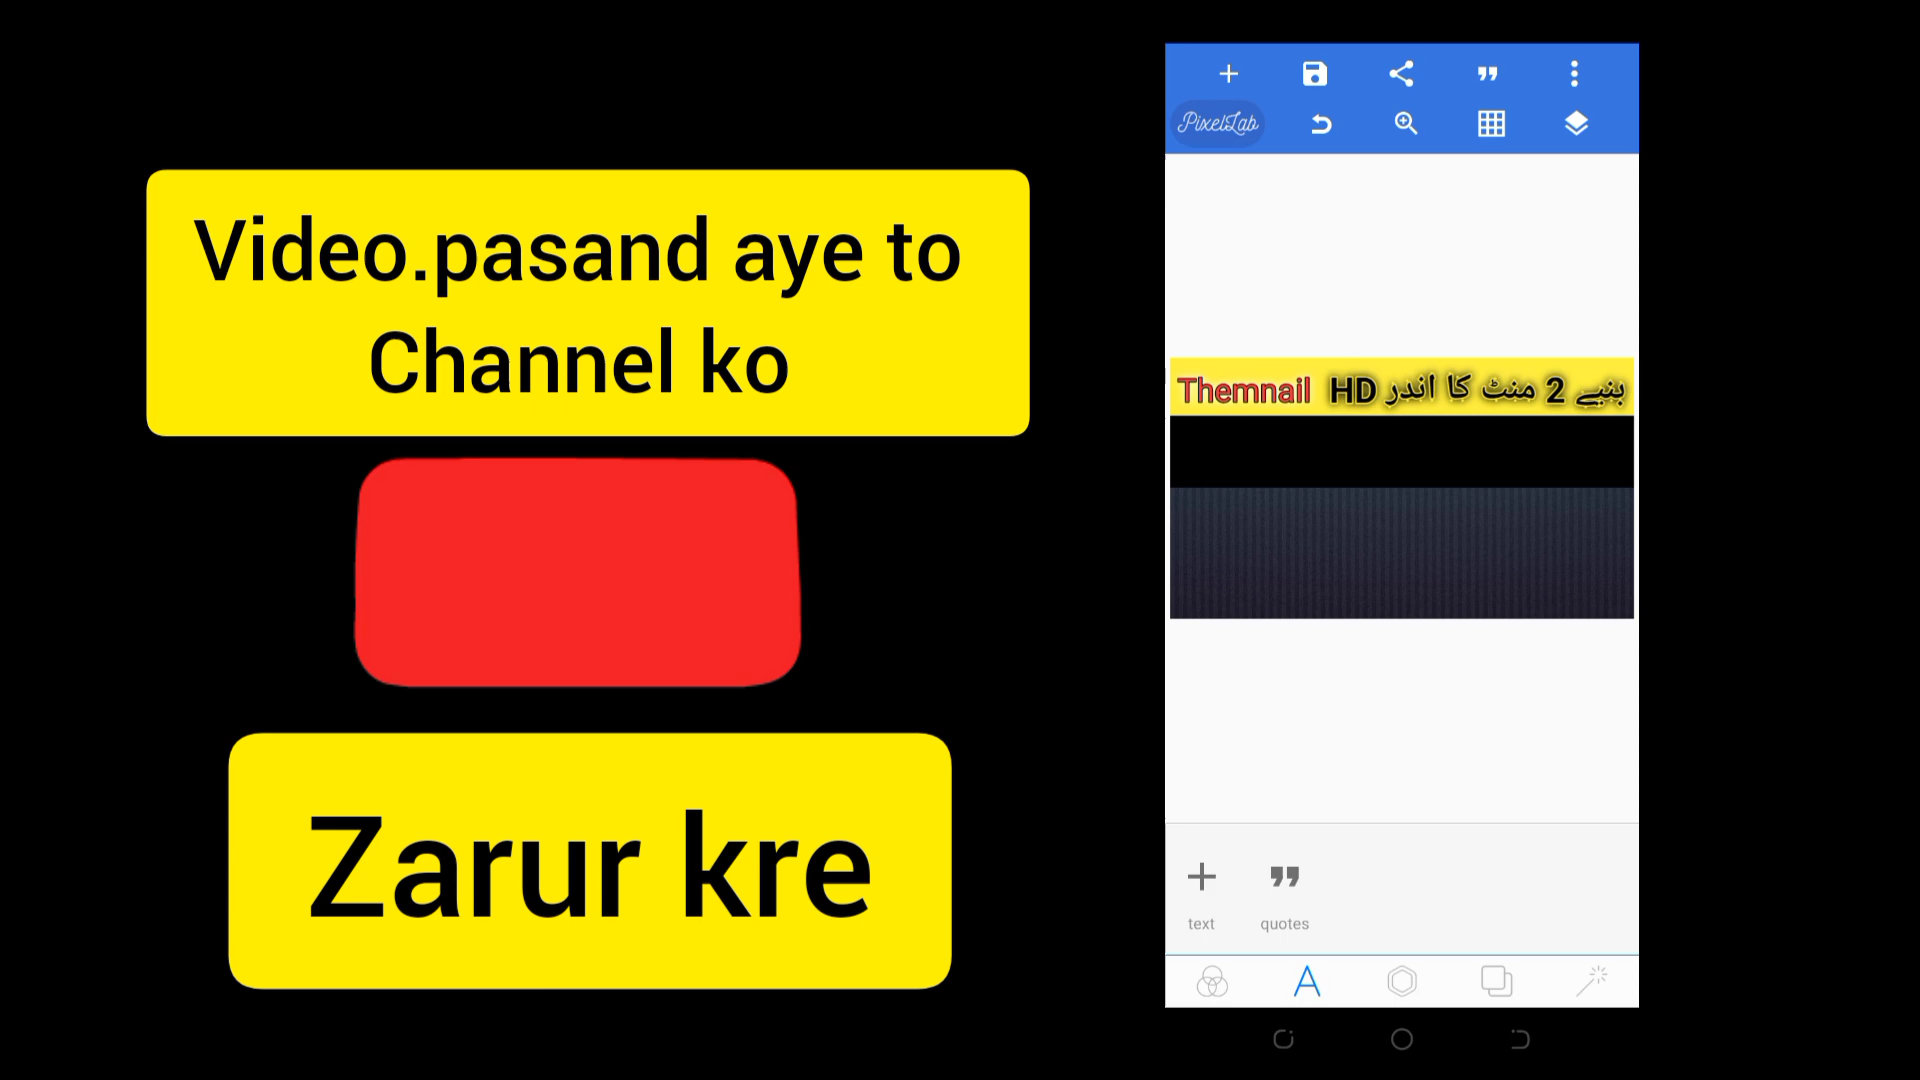 Video.pasand aye to
Channel ko
Zarur kre
PixelLab
بنیے 2 منٹ کا اندر HD Themnail
text
quotes